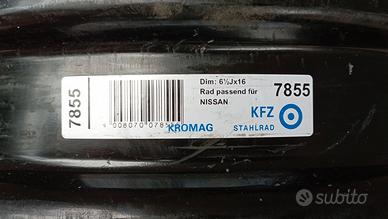 7855
Dim: 6½Jx16
Rad passend für
NISSAN
7855
KFZ
KROMAG
STAHLRAD
subito